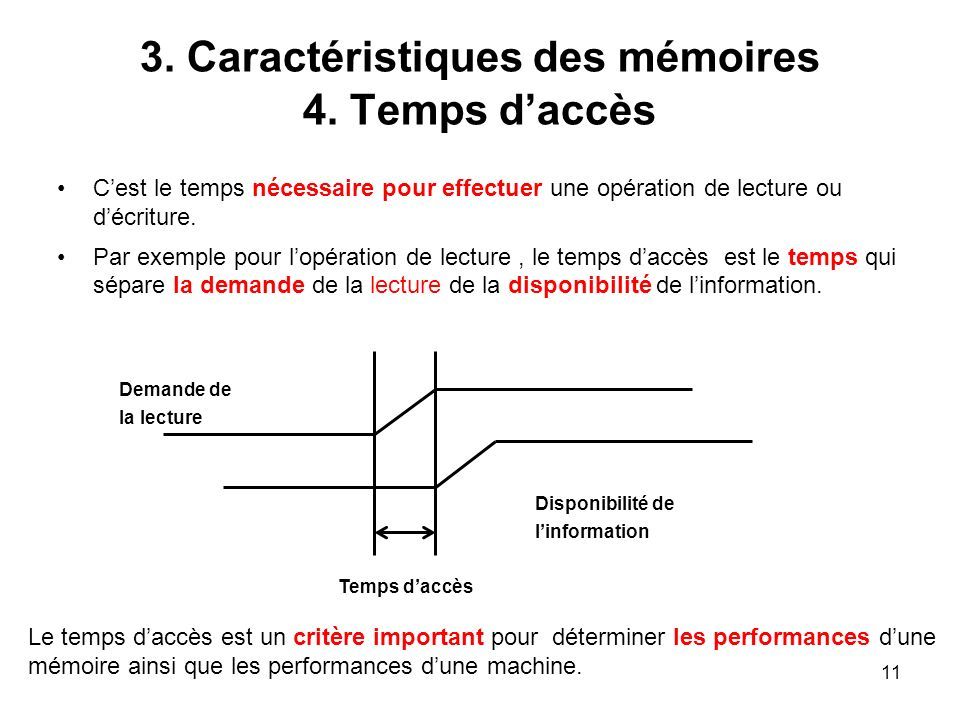 3. Caractéristiques des mémoires
4. Temps d’accès
• C’est le temps nécessaire pour effectuer une opération de lecture ou
d’écriture.
• Par exemple pour l’opération de lecture , le temps d’accès est le temps qui
sépare la demande de la lecture de la disponibilité de l’information.
Demande de
la lecture
Disponibilité de
l’information
Temps d’accès
Le temps d’accès est un critère important pour déterminer les performances d’une
mémoire ainsi que les performances d’une machine.
11